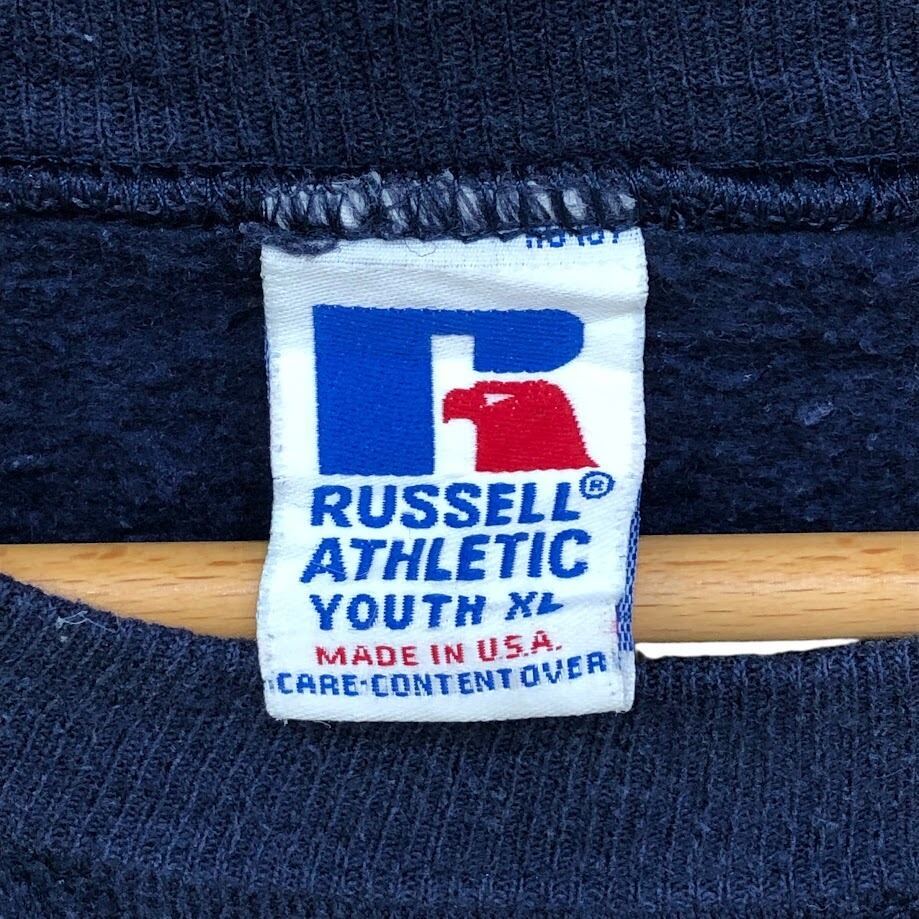 RUSSELL®
ATHLETIC
YOUTH XL
MADE IN U.S.A.
CARE·CONTENT OVER